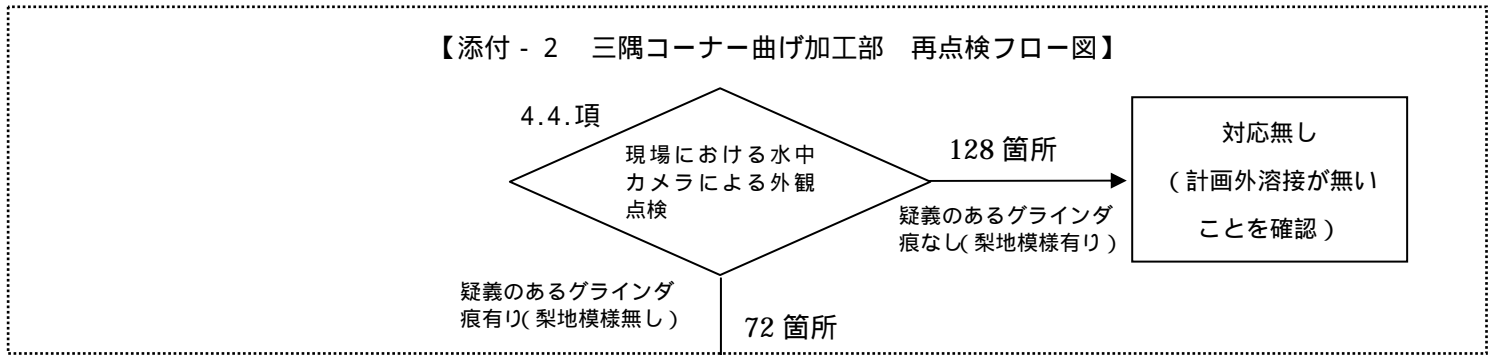 【添付 - 2　三隅コーナー曲げ加工部　再点検フロー図】
4.4.項
現場における水中
カメラによる外観
点検
128 箇所
疑義のあるグラインダ
痕なし( 梨地模様有り )
対応無し
( 計画外溶接が無い
ことを確認 )
疑義のあるグラインダ
痕有り( 梨地模様無し )
72 箇所